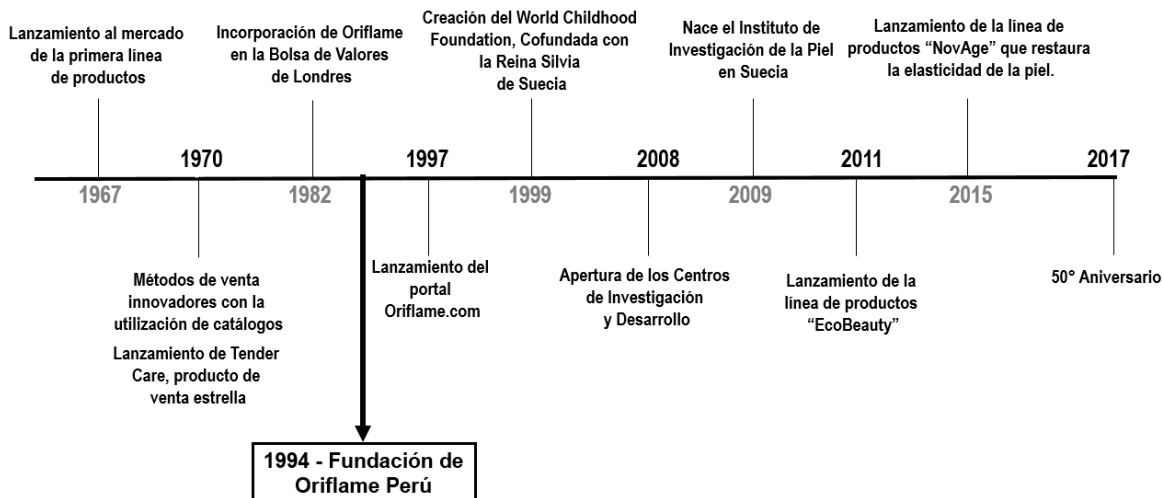 Lanzamiento al mercado
de la primera línea
de productos
Incorporación de Oriflame
en la Bolsa de Valores
de Londres
Creación del World Childhood
Foundation, Cofundada con
la Reina Silvia
de Suecia
Nace el Instituto de
Investigación de la Piel
en Suecia
Lanzamiento de la línea de
productos “NovAge” que restaura
la elasticidad de la piel.
1970
1997
2008
2011
2017
1967
1982
1999
2009
2015
Métodos de venta
innovadores con la
utilización de catálogos
Lanzamiento de Tender
Care, producto de
venta estrella
Lanzamiento del
portal
Oriflame.com
Apertura de los Centros
de Investigación
y Desarrollo
Lanzamiento de la
línea de productos
“EcoBeauty”
50° Aniversario
1994 - Fundación de
Oriflame Perú